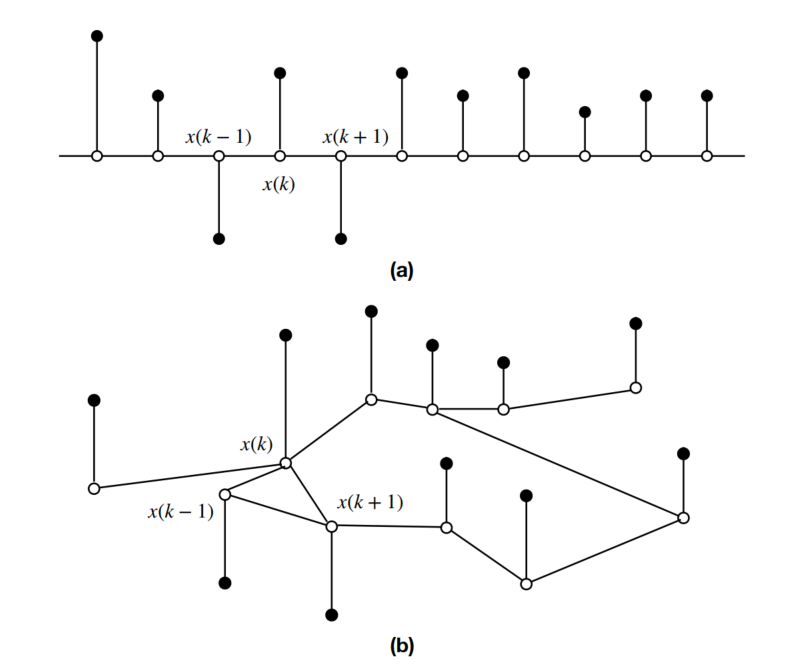 x(k − 1)
x(k + 1)
x(k)
(a)
x(k)
x(k − 1)
x(k + 1)
(b)